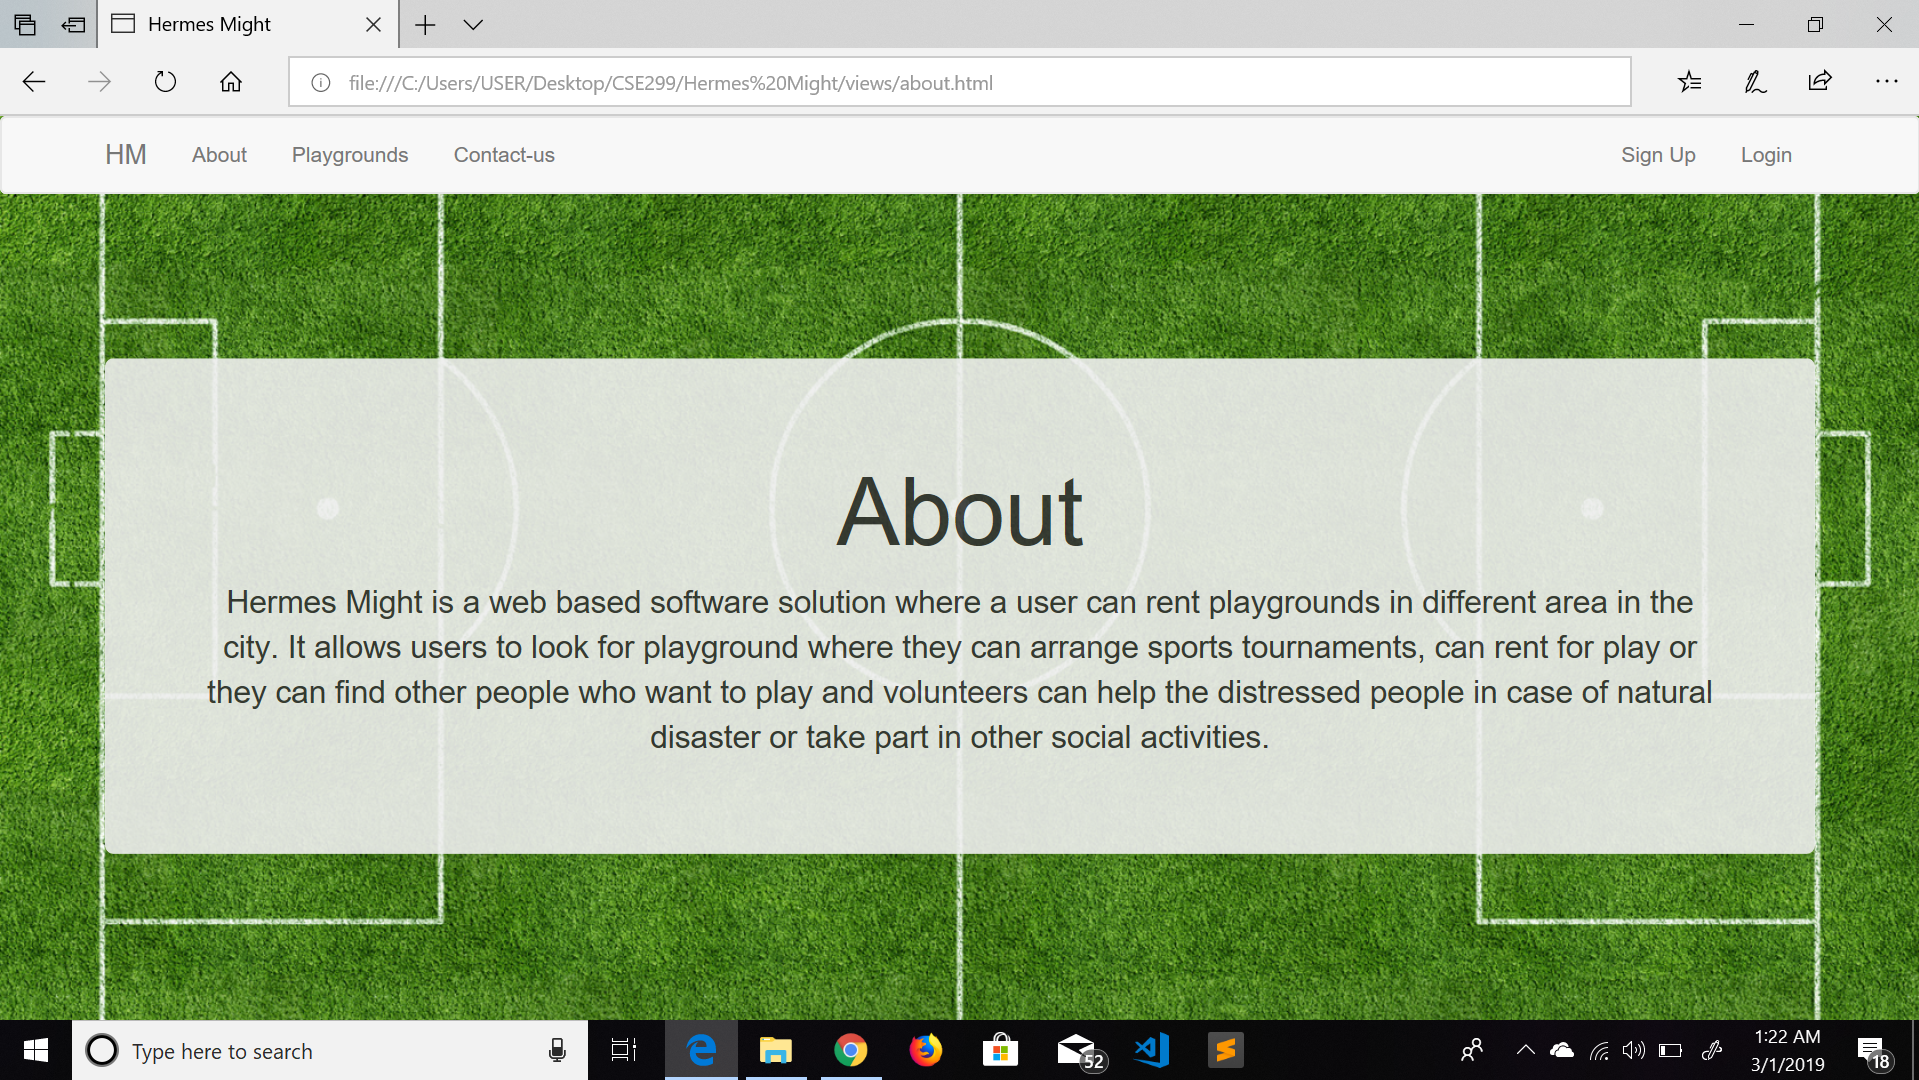 Hermes Might
file:///C:/Users/USER/Desktop/CSE299/Hermes%20Might/views/about.html
HM About Playgrounds Contact-us Sign Up Login
About
Hermes Might is a web based software solution where a user can rent playgrounds in different area in the
city. It allows users to look for playground where they can arrange sports tournaments, can rent for play or
they can find other people who want to play and volunteers can help the distressed people in case of natural
disaster or take part in other social activities.
Type here to search
52
1:22 AM
3/1/2019
18